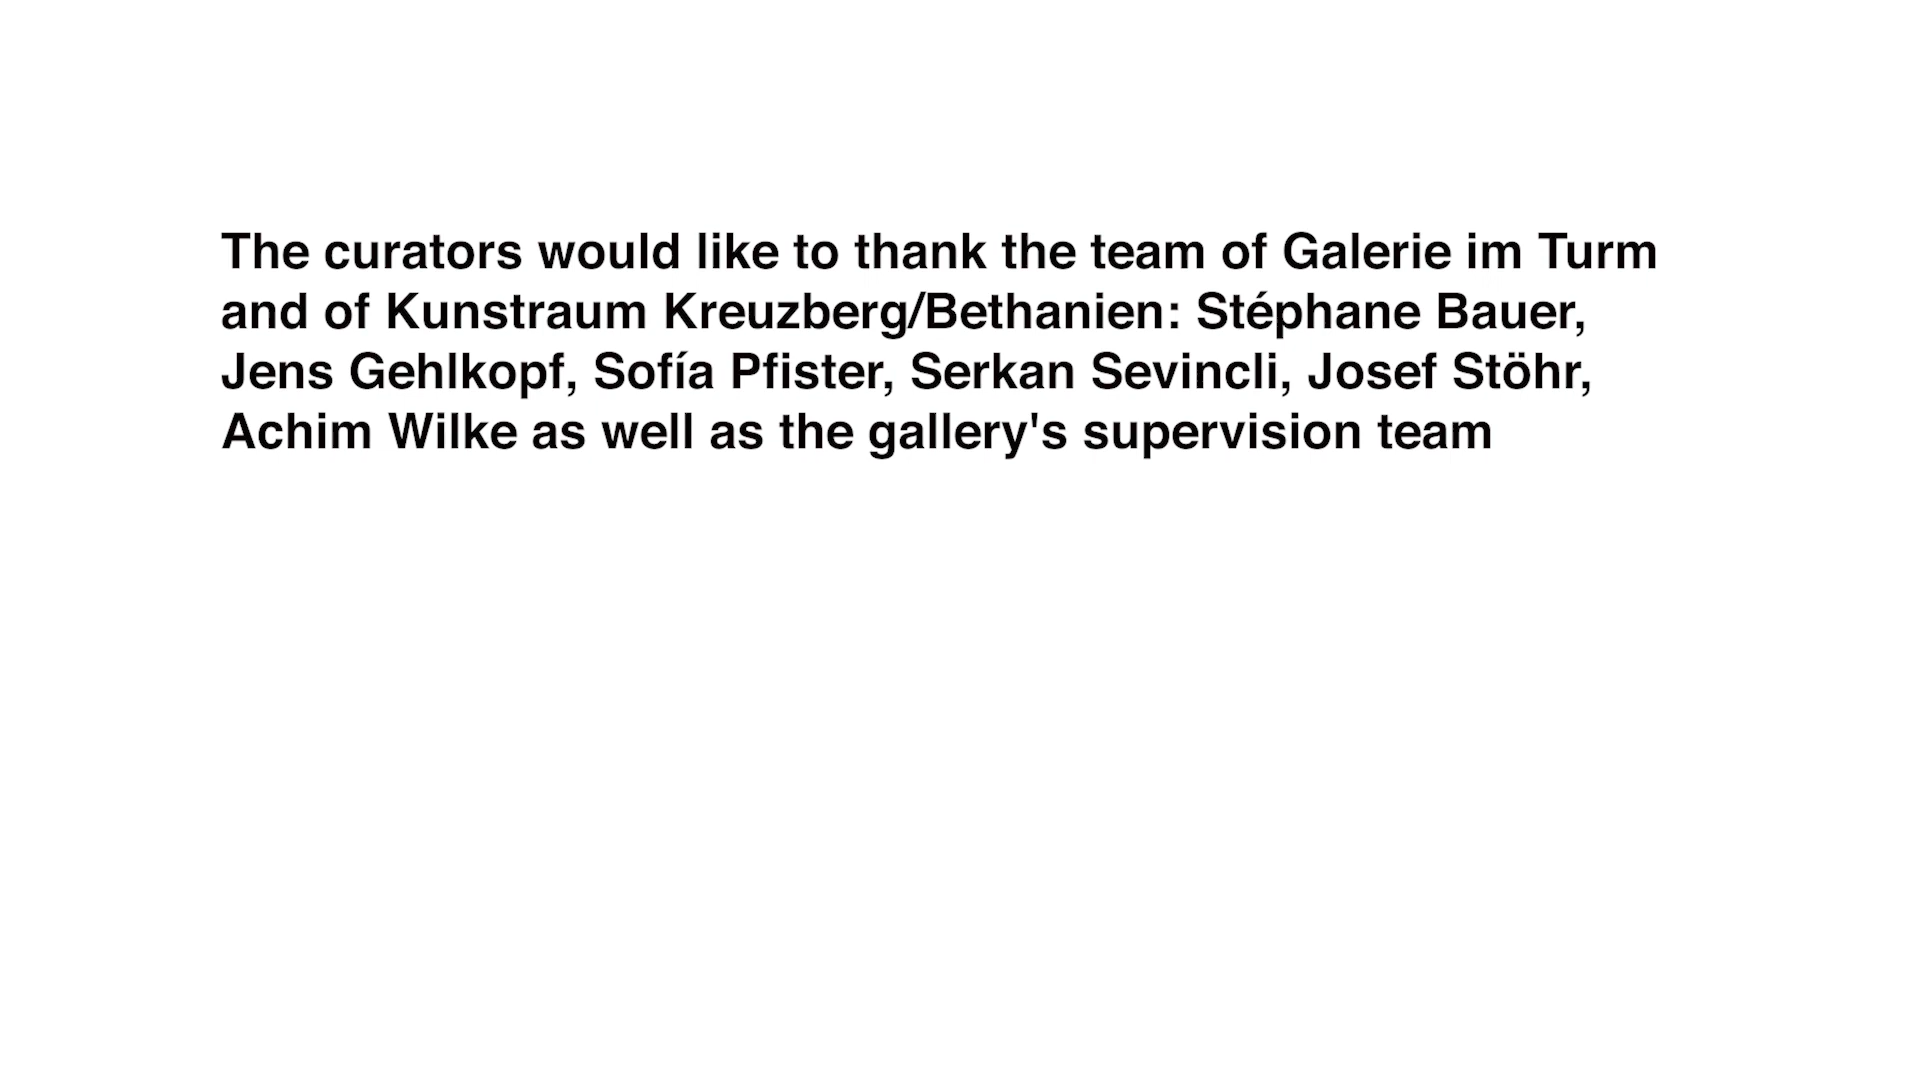 The curators would like to thank the team of Galerie im Turm
and of Kunstraum Kreuzberg/Bethanien: Stéphane Bauer,
Jens Gehlkopf, Sofía Pfister, Serkan Sevincli, Josef Stöhr,
Achim Wilke as well as the gallery's supervision team